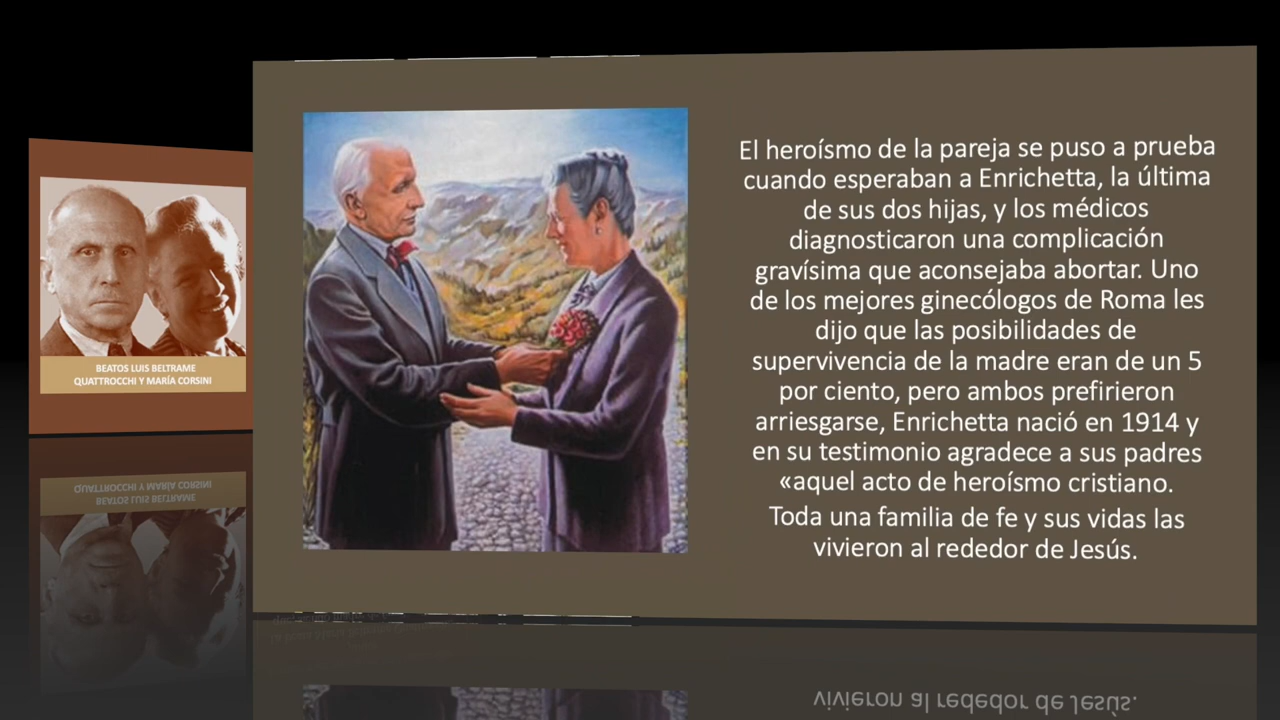 BEATOS LUIS BELTRAME
QUATTROCCHI Y MARÍA CORSINI
El heroísmo de la pareja se puso a prueba
cuando esperaban a Enrichetta, la última
de sus dos hijas, y los médicos
diagnosticaron una complicación
gravísima que aconsejaba abortar. Uno
de los mejores ginecólogos de Roma les
dijo que las posibilidades de
supervivencia de la madre eran de un 5
por ciento, pero ambos prefirieron
arriesgarse, Enrichetta nació en 1914 y
en su testimonio agradece a sus padres
«aquel acto de heroísmo cristiano.
Toda una familia de fe y sus vidas las
vivieron al rededor de Jesús.